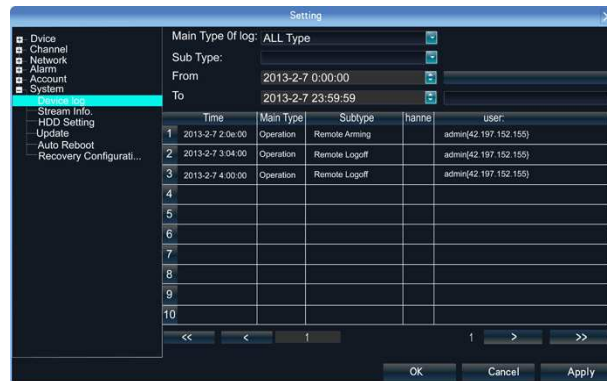 Setting
Dvice
Channel
Network
Alarm
Account
System
Device log
Stream Info.
HDD Setting
Update
Auto Reboot
Recovery Configurati...
Main Type 0f log: ALL Type
Sub Type:
From 2013-2-7 0:00:00
To 2013-2-7 23:59:59
Time Main Type Subtype hanne user:
1 2013-2-7 2:0e:00 Operation Remote Arming admin{42.197.152.155}
2 2013-2-7 3:04:00 Operation Remote Logoff admin{42.197.152.155}
3 2013-2-7 4:00:00 Operation Remote Logoff admin{42.197.152.155}
4
5
6
7
8
9
10
<< < 1 1 > >>
OK Cancel Apply